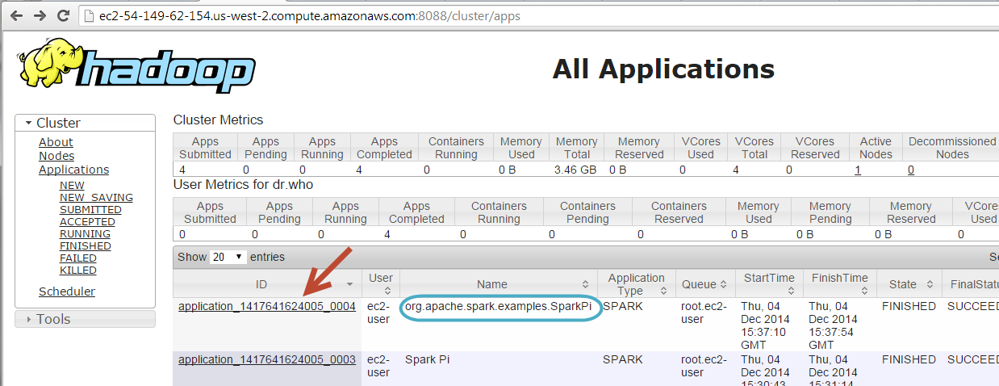 ec2-54-149-62-154.us-west-2.compute.amazonaws.com:8088/cluster/apps
hadoop
All Applications
Cluster
About
Nodes
Applications
NEW
NEW_SAVING
SUBMITTED
ACCEPTED
RUNNING
FINISHED
FAILED
KILLED
Scheduler
Tools
Cluster Metrics
Apps Apps Apps Apps Containers Memory Memory Memory VCores VCores VCores Active Decommissioned
Submitted Pending Running Completed Running Used Total Reserved Used Total Reserved Nodes Nodes
4 0 0 4 0 0 B 3.46 GB 0 B 0 4 0 1 0
User Metrics for dr.who
Apps Apps Apps Apps Containers Containers Containers Memory Memory Memory VCores
Submitted Pending Running Completed Running Pending Reserved Used Pending Reserved Used
0 0 0 4 0 0 0 0 B 0 B 0 B 0
Show 20 entries
ID User Name Application Type Queue StartTime FinishTime State FinalStatu
application_1417641624005_0004 ec2- org.apache.spark.examples.SparkPi SPARK root.ec2- Thu, 04 Thu, 04 FINISHED SUCCEED
user user Dec 2014 Dec 2014
15:37:10 15:37:54
GMT GMT
application_1417641624005_0003 ec2- Spark Pi SPARK root.ec2- Thu, 04 Thu, 04 FINISHED SUCCEED
user user Dec 2014 Dec 2014
15:30:43 15:31:14